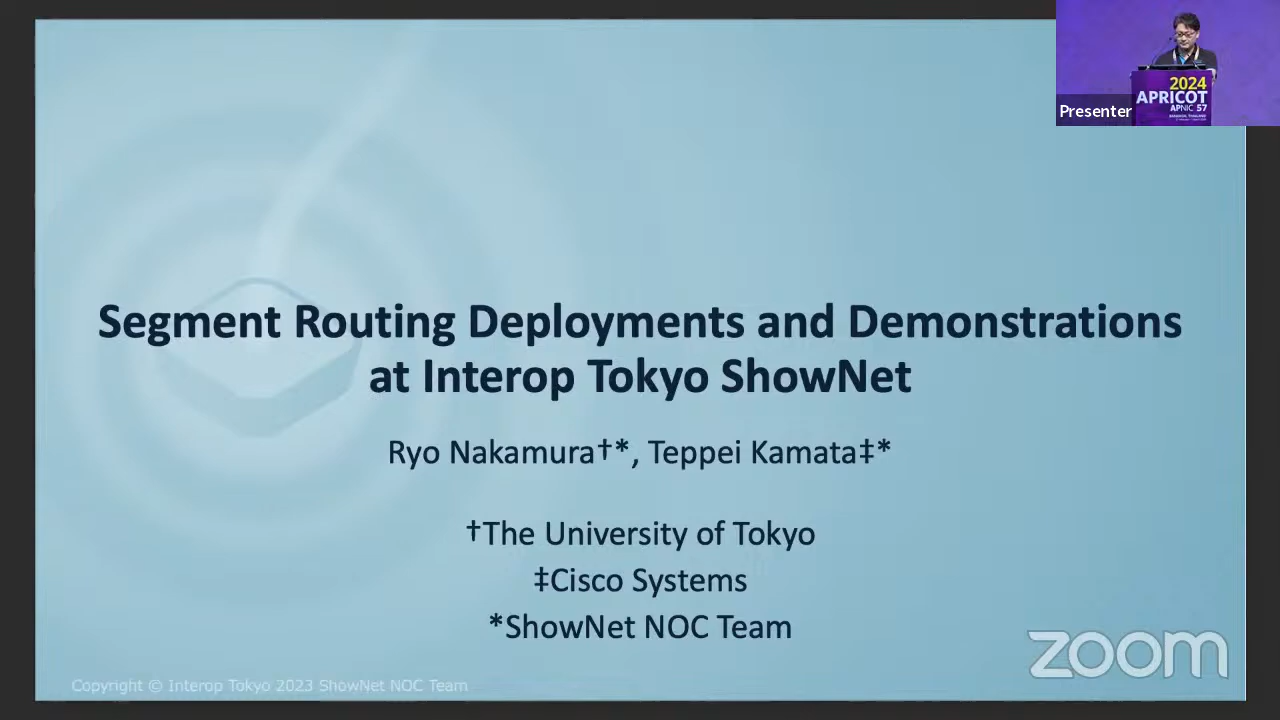 2024
APRICOT
APNIC 57
Presenter
Segment Routing Deployments and Demonstrations
at Interop Tokyo ShowNet
Ryo Nakamura†*, Teppei Kamata‡*
†The University of Tokyo
‡Cisco Systems
*ShowNet NOC Team
zoom
Copyright © Interop Tokyo 2023 ShowNet NOC Team